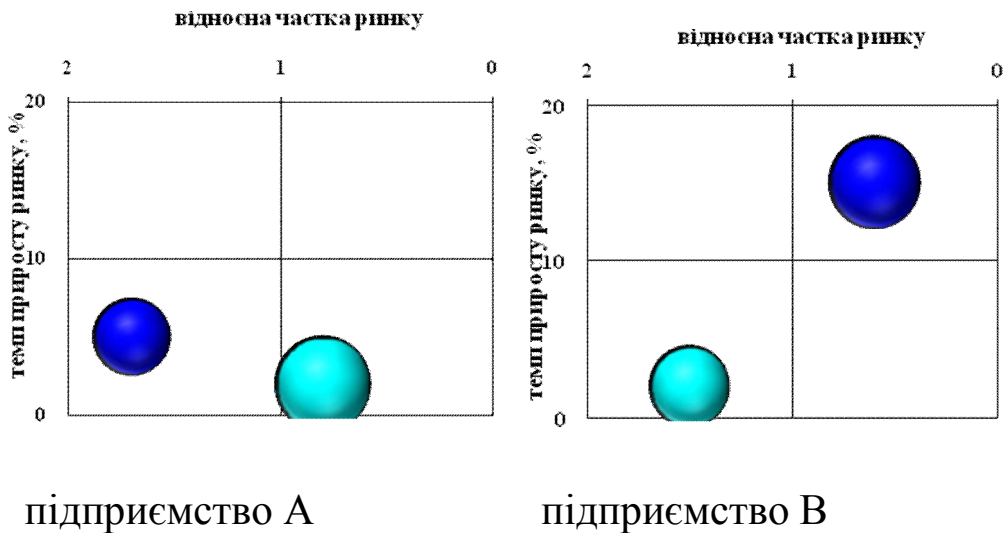 відносна частка ринку
2 1 0
темп приросту ринку, %
20
10
0
підприємство А
відносна частка ринку
2 1 0
темп приросту ринку, %
20
10
0
підприємство В